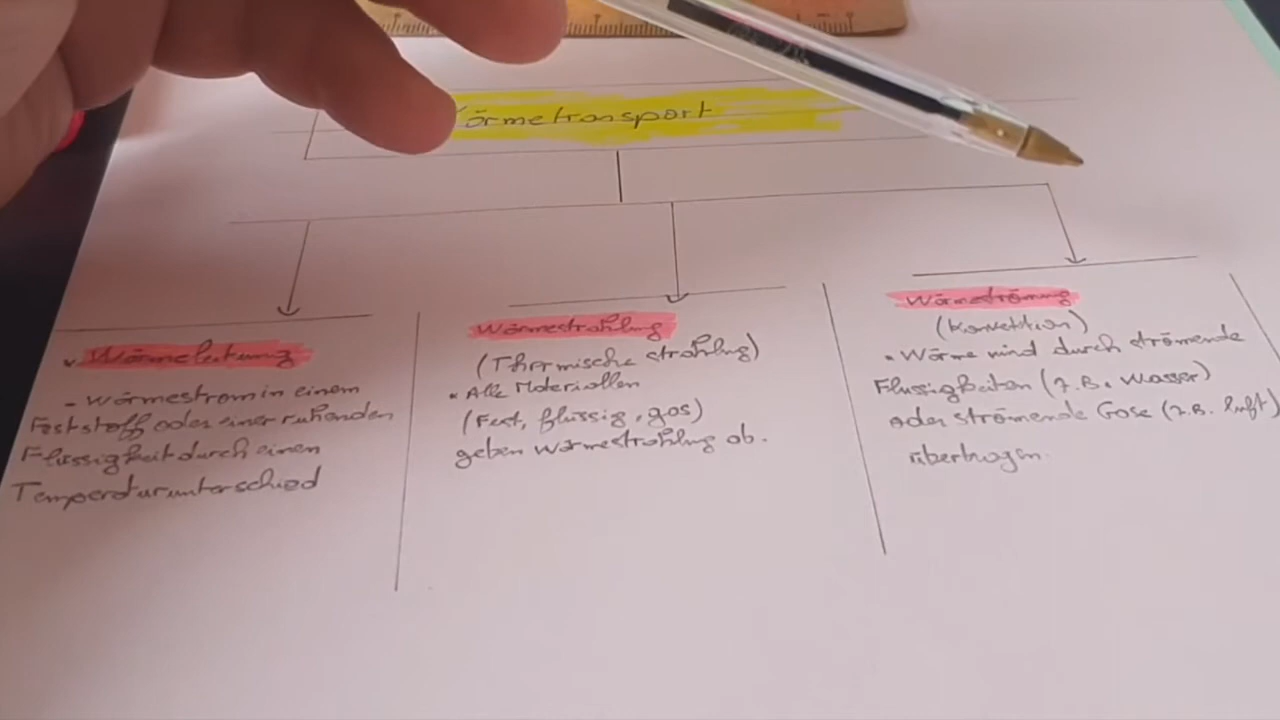 Wärmetransport
Wärmeleitung
- Wärmestrom in einem
Feststoff oder einer ruhenden
Flüssigkeit durch einen
Temperaturunterschied
Wärmestrahlung
(Thermische Strahlung)
• Alle Materialien
(Fest, flüssig, gas)
geben Wärmestrahlung ab.
Wärmeströmung
(Konvektion)
• Wärme wird durch strömende
Flüssigkeiten (z.B. Wasser)
oder strömende Gase (z.B. Luft)
übertragen.